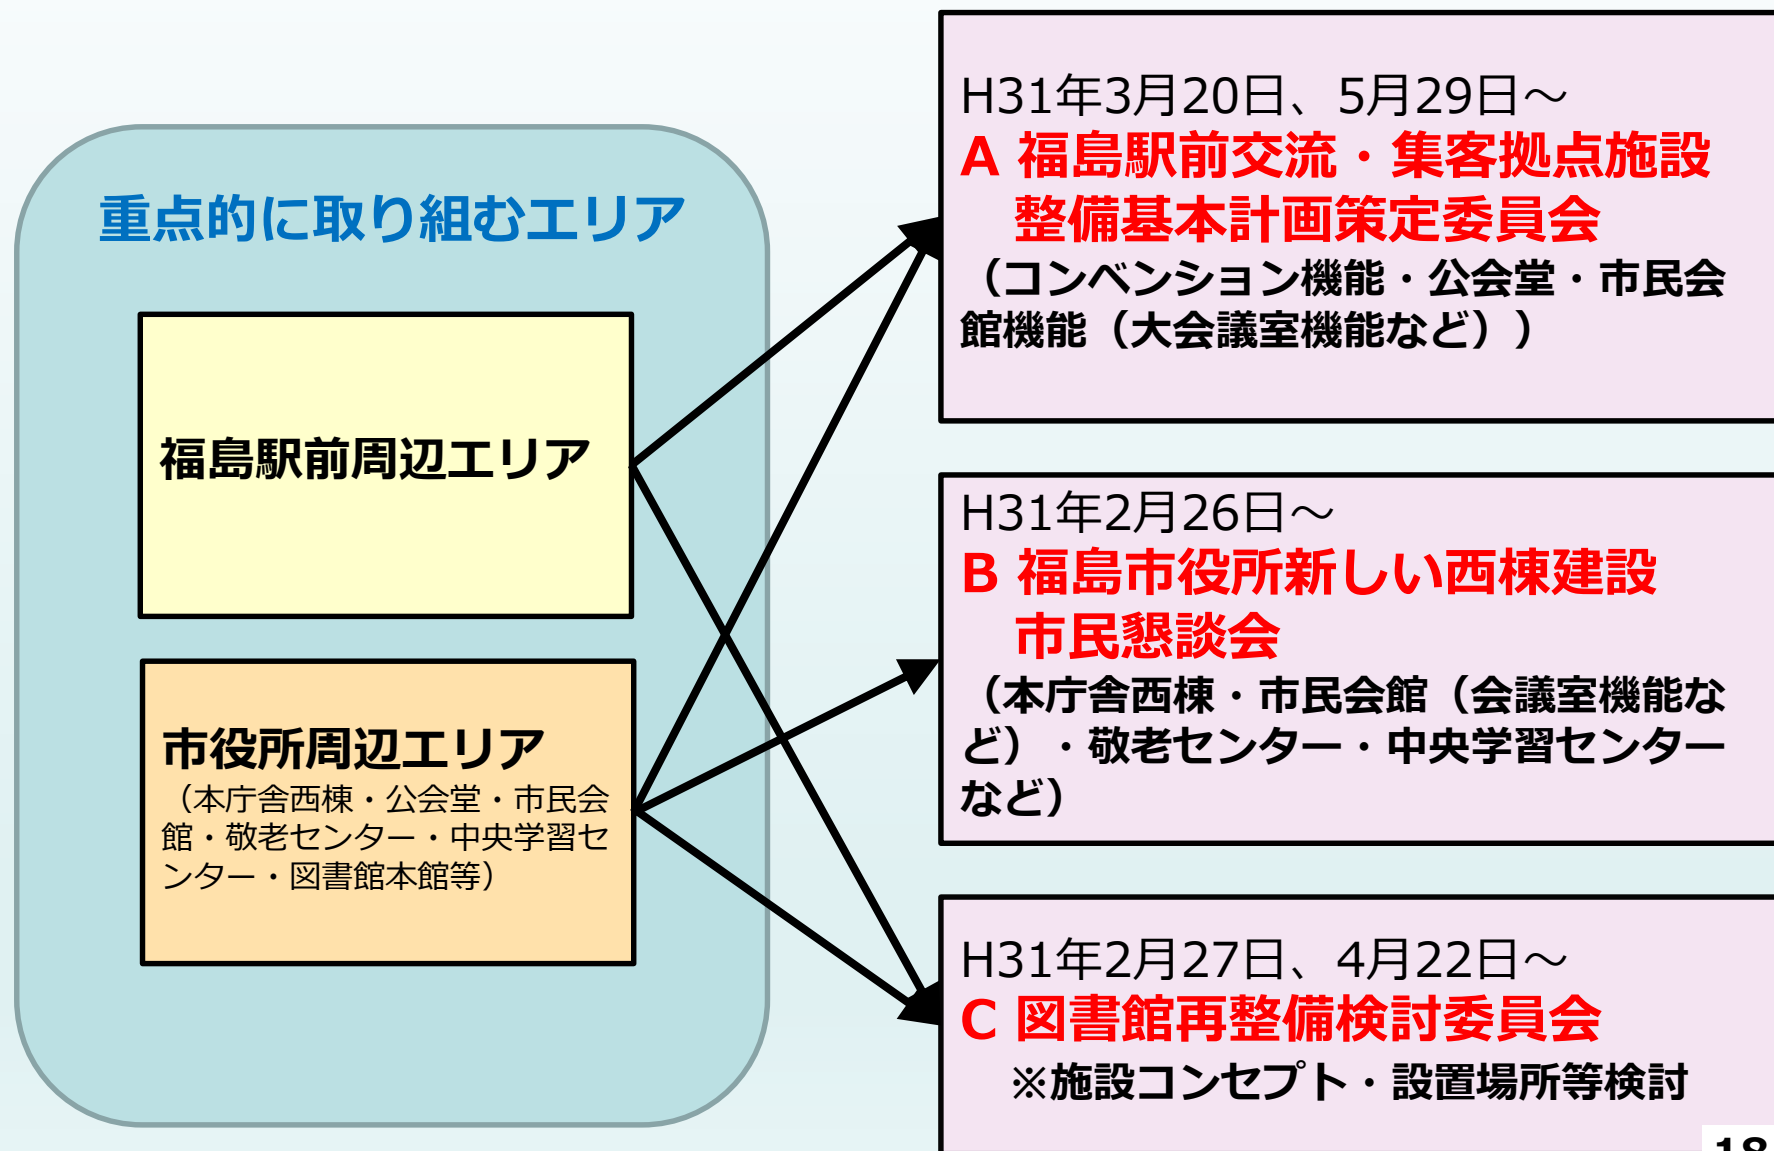 重点的に取り組むエリア
福島駅前周辺エリア
市役所周辺エリア
（本庁舎西棟・公会堂・市民会
館・敬老センター・中央学習セ
ンター・図書館本館等）
H31年3月20日、5月29日～
A 福島駅前交流・集客拠点施設
整備基本計画策定委員会
（コンベンション機能・公会堂・市民会
館機能（大会議室機能など））
H31年2月26日～
B 福島市役所新しい西棟建設
市民懇談会
（本庁舎西棟・市民会館（会議室機能な
ど）・敬老センター・中央学習センター
など）
H31年2月27日、4月22日～
C 図書館再整備検討委員会
※施設コンセプト・設置場所等検討
18